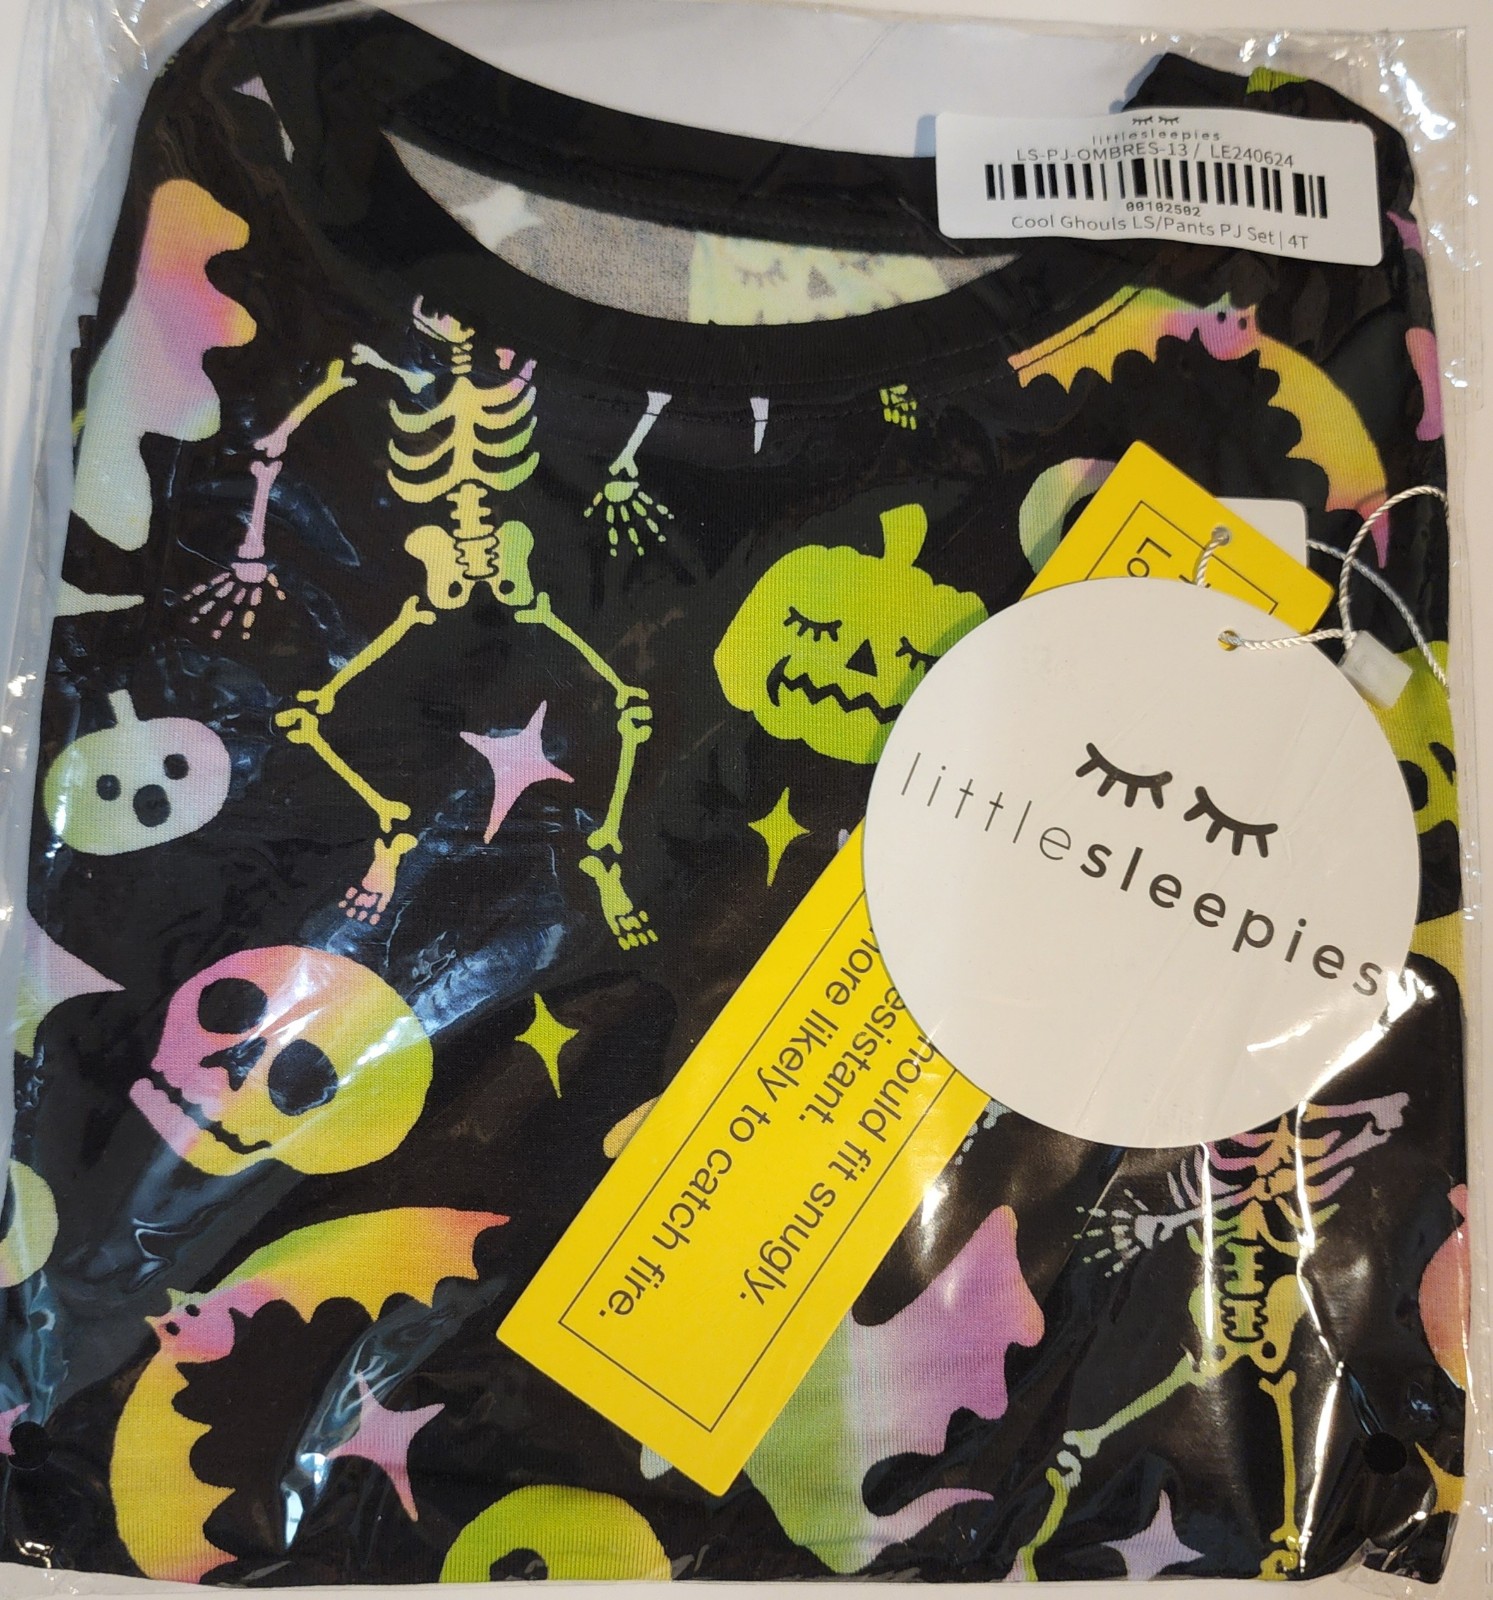 littlesleepies
LS-PJ-OMBRES-13 / LE240624
00102502
Cool Ghouls LS/Pants PJ Set | 4T
littlesleepies
hould fit snugly.
esistant.
More likely to catch fire.